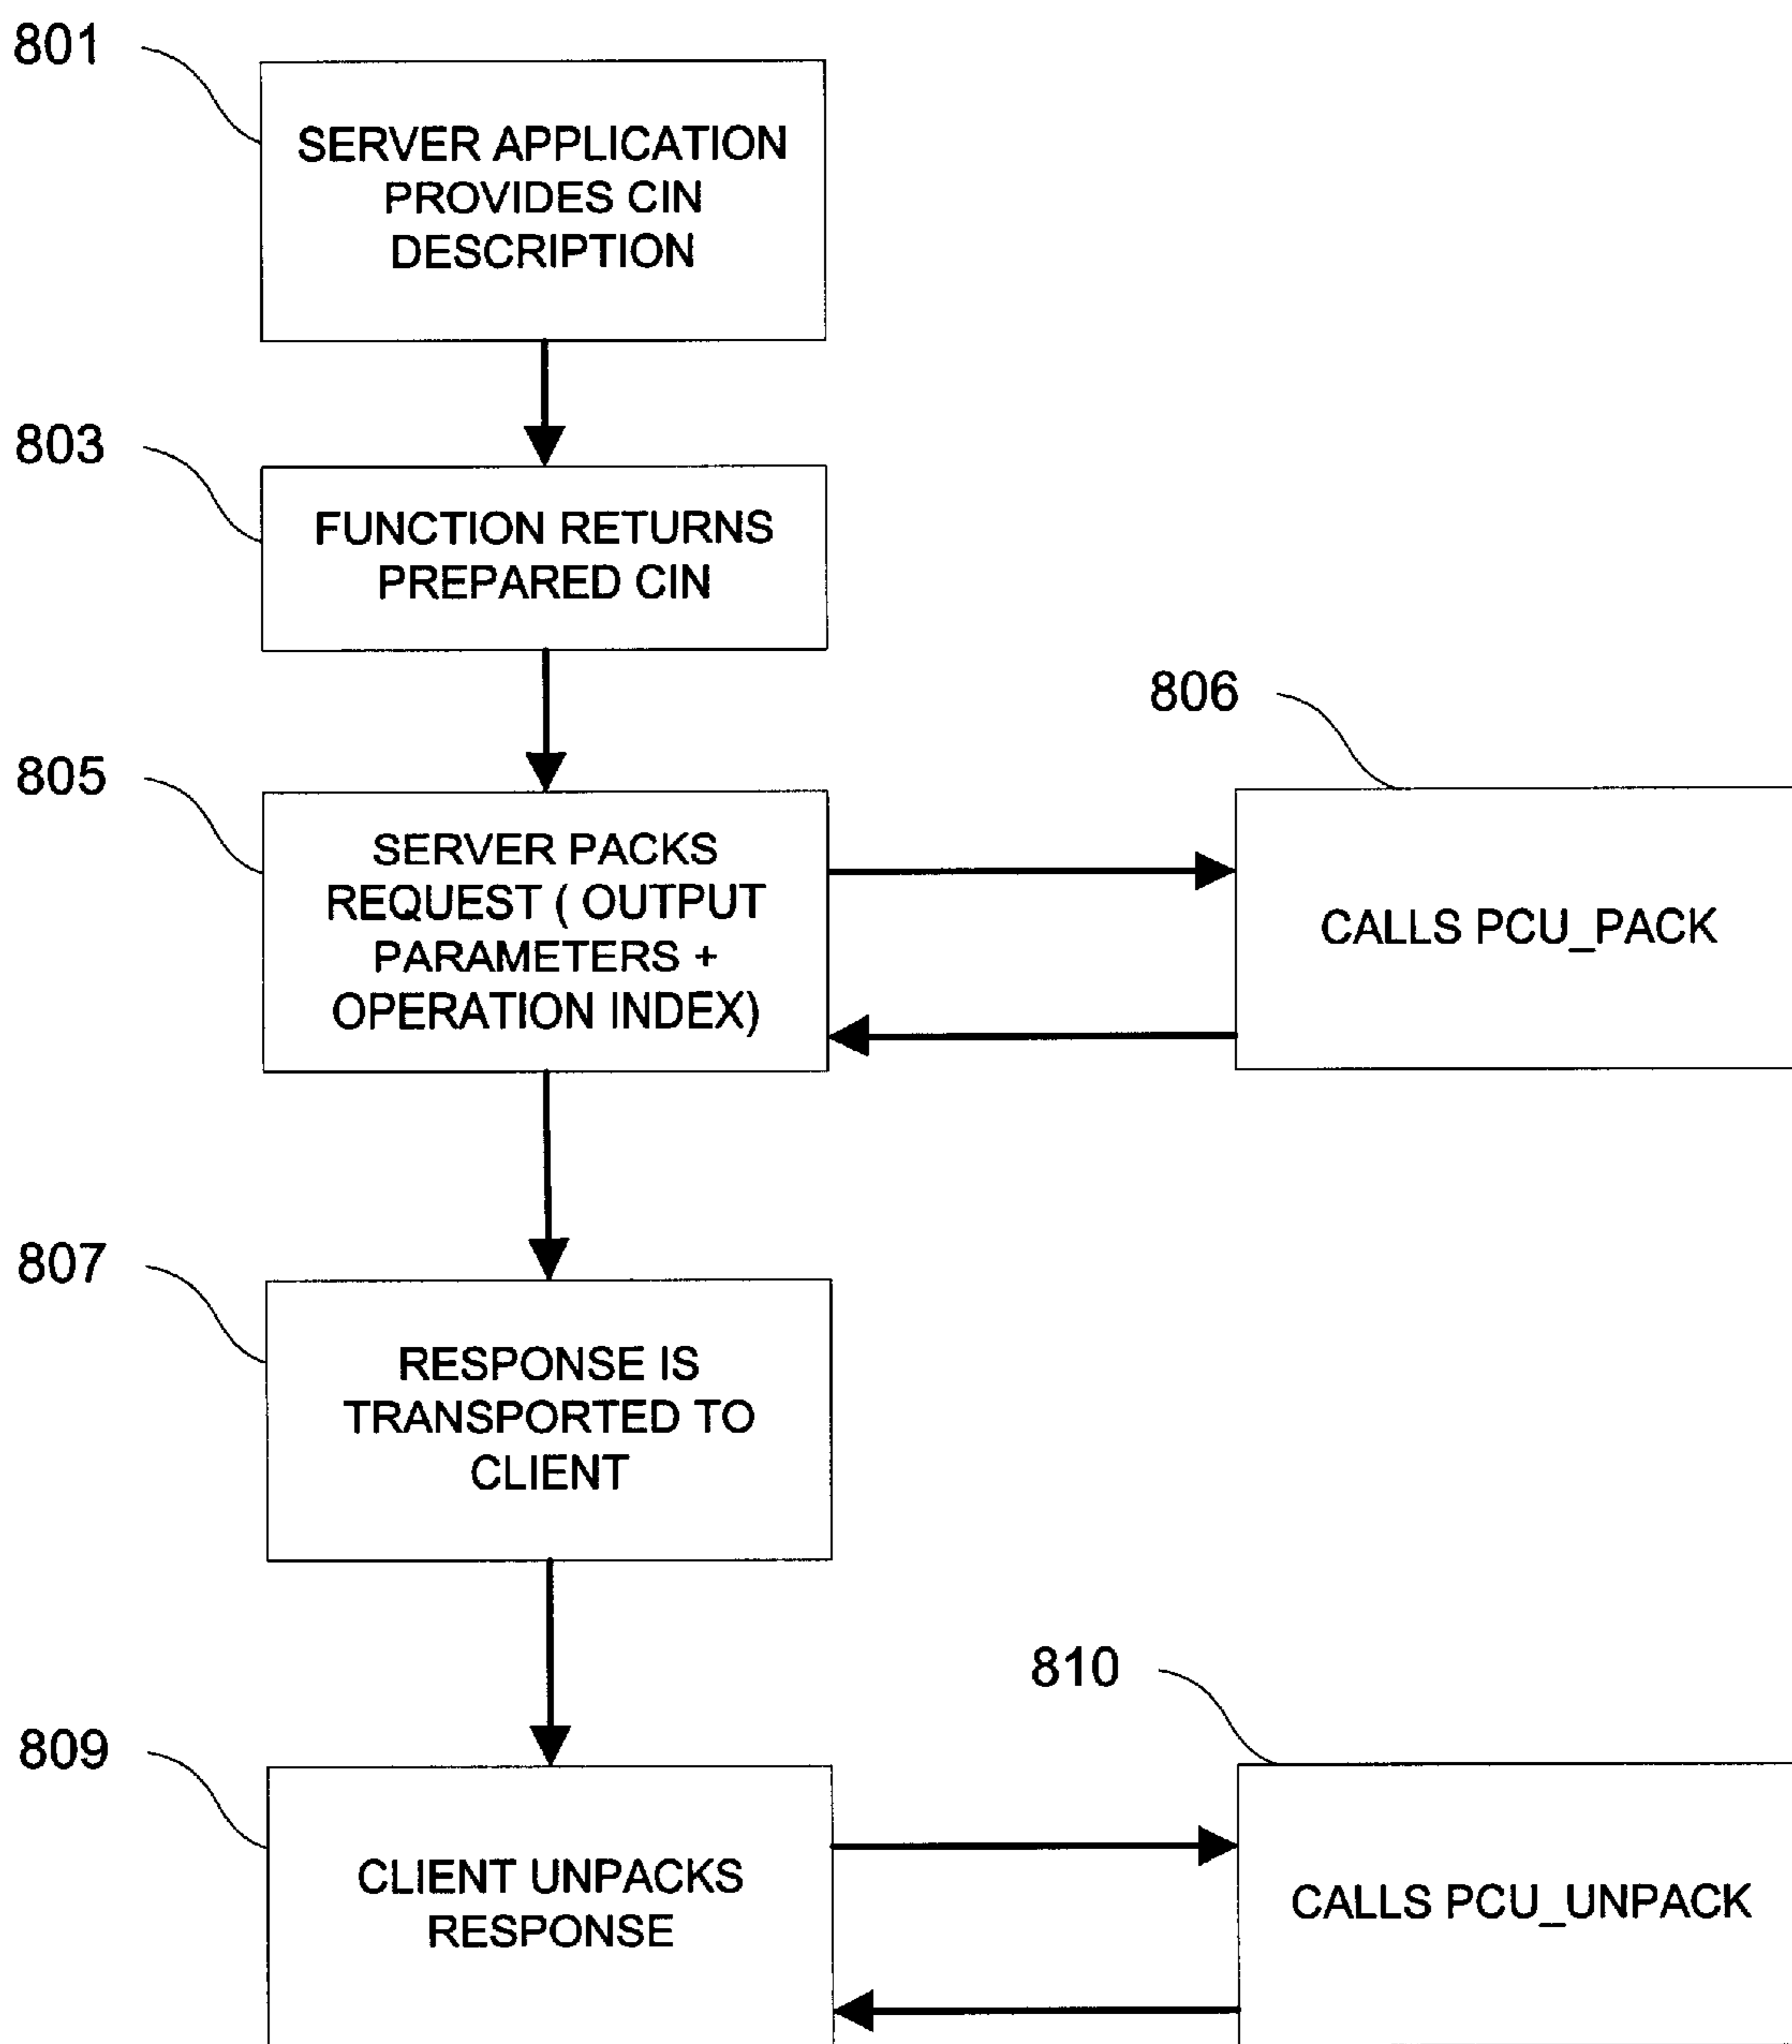 801
SERVER APPLICATION
PROVIDES CIN
DESCRIPTION
803
FUNCTION RETURNS
PREPARED CIN
805
SERVER PACKS
REQUEST ( OUTPUT
PARAMETERS +
OPERATION INDEX)
806
CALLS PCU_PACK
807
RESPONSE IS
TRANSPORTED TO
CLIENT
809
CLIENT UNPACKS
RESPONSE
810
CALLS PCU_UNPACK